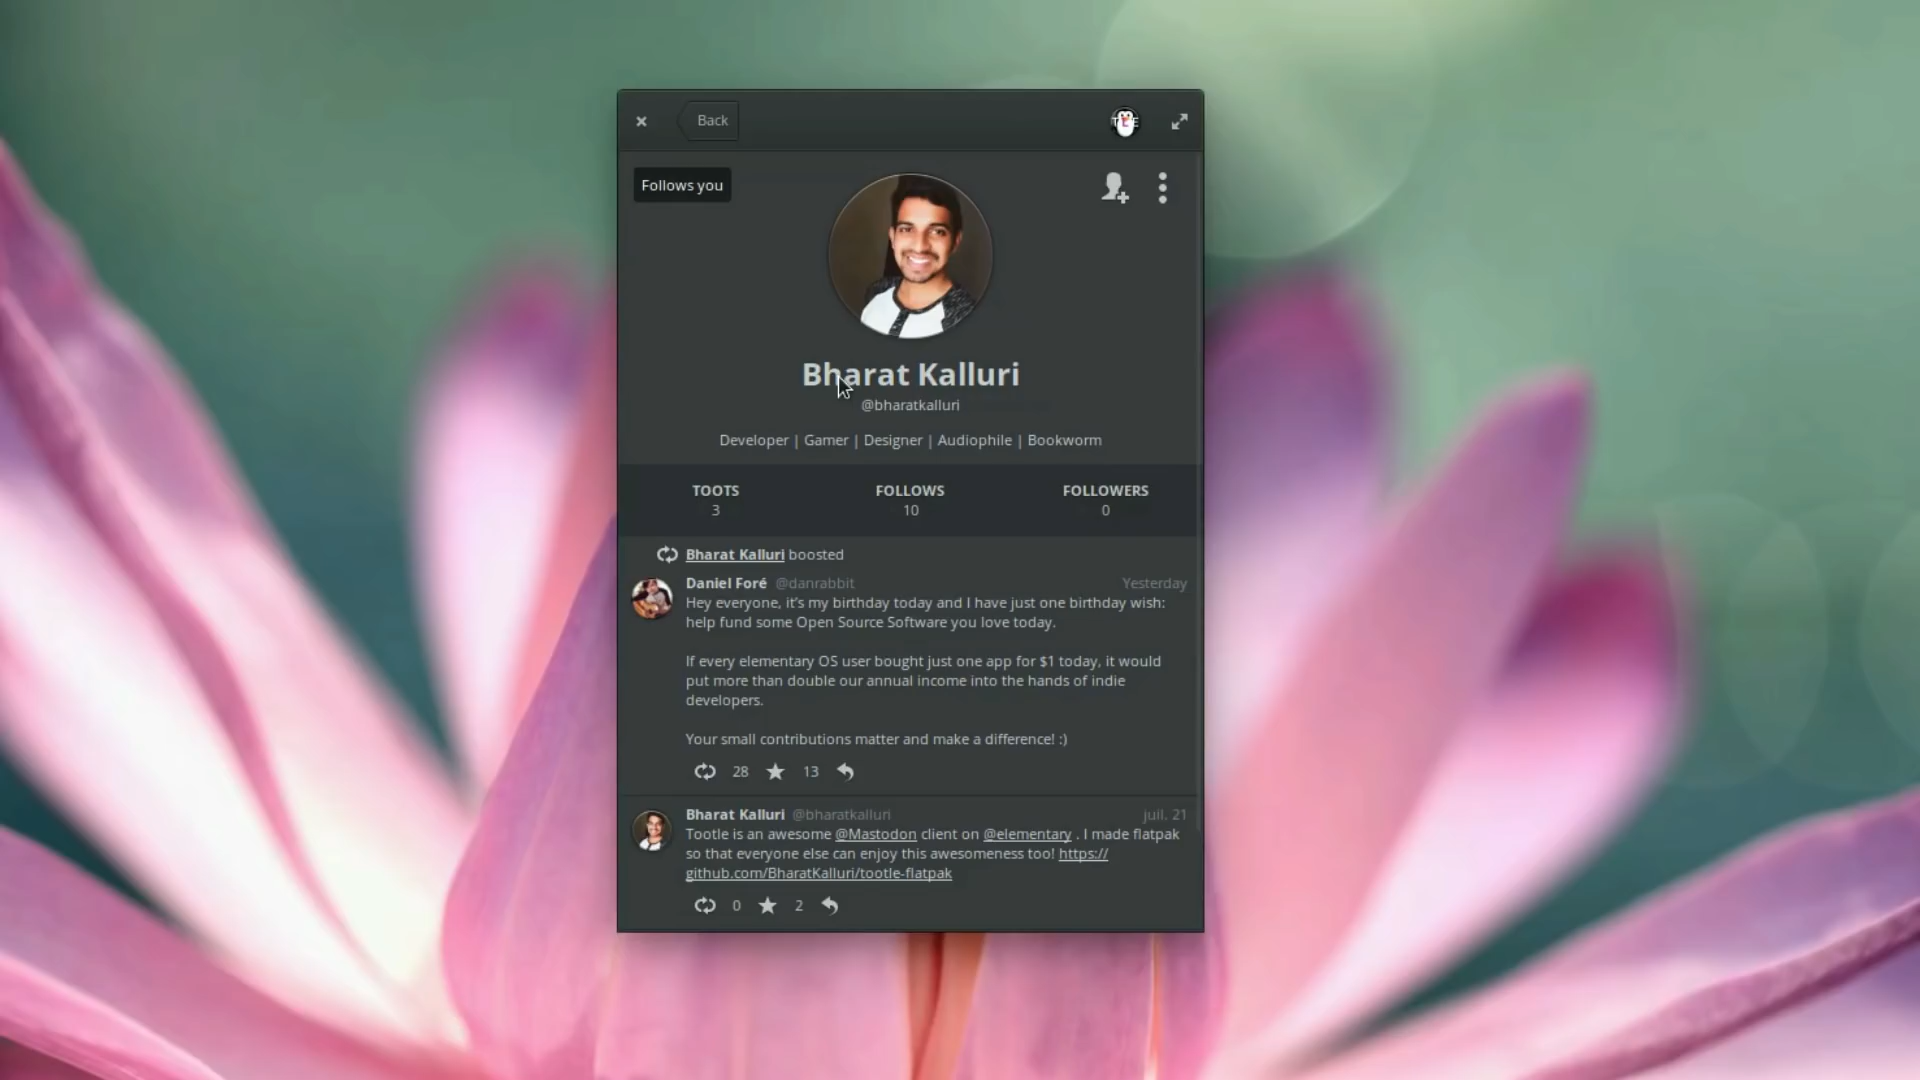 Back
Follows you
Bharat Kalluri
@bharatkalluri
Developer | Gamer | Designer | Audiophile | Bookworm
TOOTS FOLLOWS FOLLOWERS
3 10 0
Bharat Kalluri boosted
Daniel Foré @danrabbit Yesterday
Hey everyone, it's my birthday today and I have just one birthday wish:
help fund some Open Source Software you love today.
If every elementary OS user bought just one app for $1 today, it would
put more than double our annual income into the hands of indie
developers.
Your small contributions matter and make a difference! :)
28 13
Bharat Kalluri @bharatkalluri juil. 21
Tootle is an awesome @Mastodon client on @elementary . I made flatpak
so that everyone else can enjoy this awesomeness too! https://
github.com/BharatKalluri/tootle-flatpak
0 2